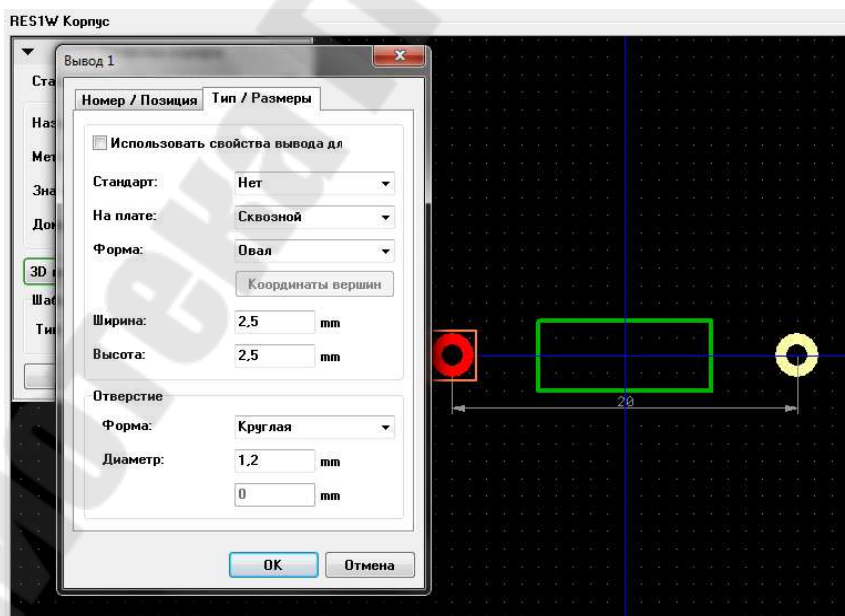 RES1W Корпус
Вывод 1
Номер / Позиция
Тип / Размеры
Использовать свойства вывода дл
Стандарт:
Нет
На плате:
Сквозной
Форма:
Овал
Координаты вершин
Ширина:
2,5
mm
Высота:
2,5
mm
Отверстие
Форма:
Круглая
Диаметр:
1,2
mm
0
mm
OK
Отмена
3D
20